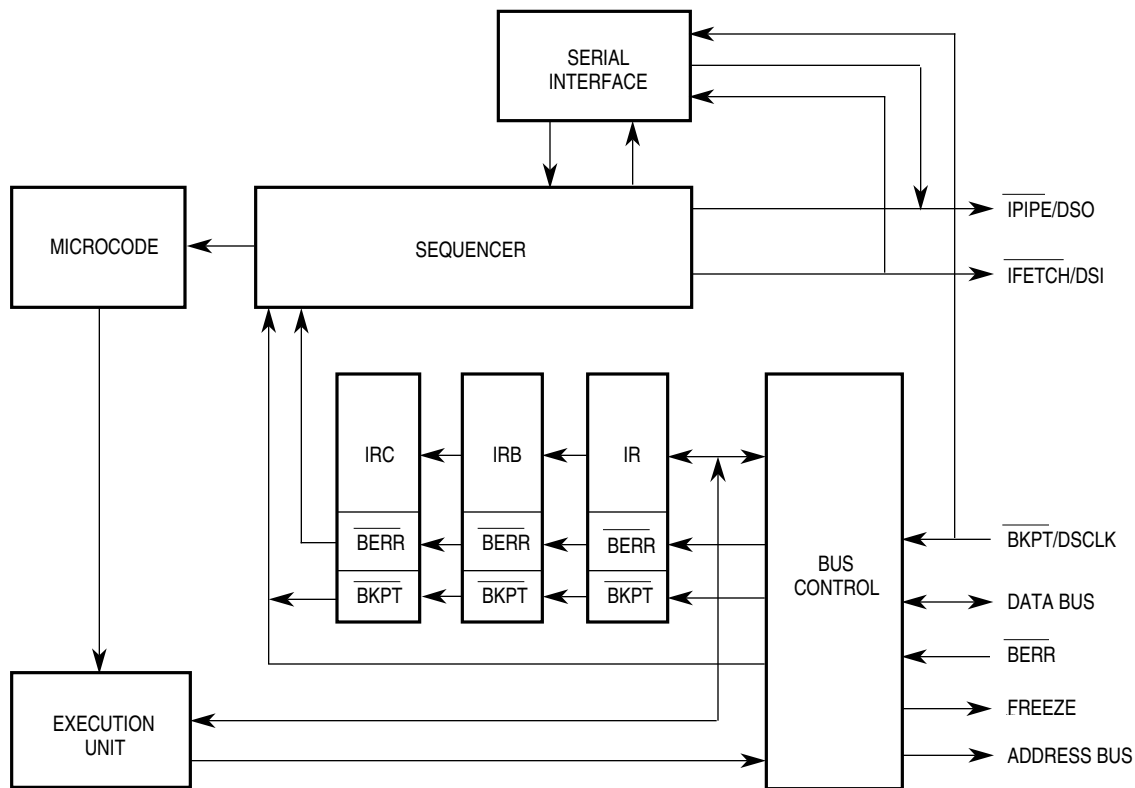 SERIAL
INTERFACE
IPIPE/DSO
MICROCODE
SEQUENCER
IFETCH/DSI
IRC
IRB
IR
BERR
BERR
BERR
BKPT
BKPT
BKPT
BUS
CONTROL
BKPT/DSCLK
DATA BUS
BERR
FREEZE
ADDRESS BUS
EXECUTION
UNIT